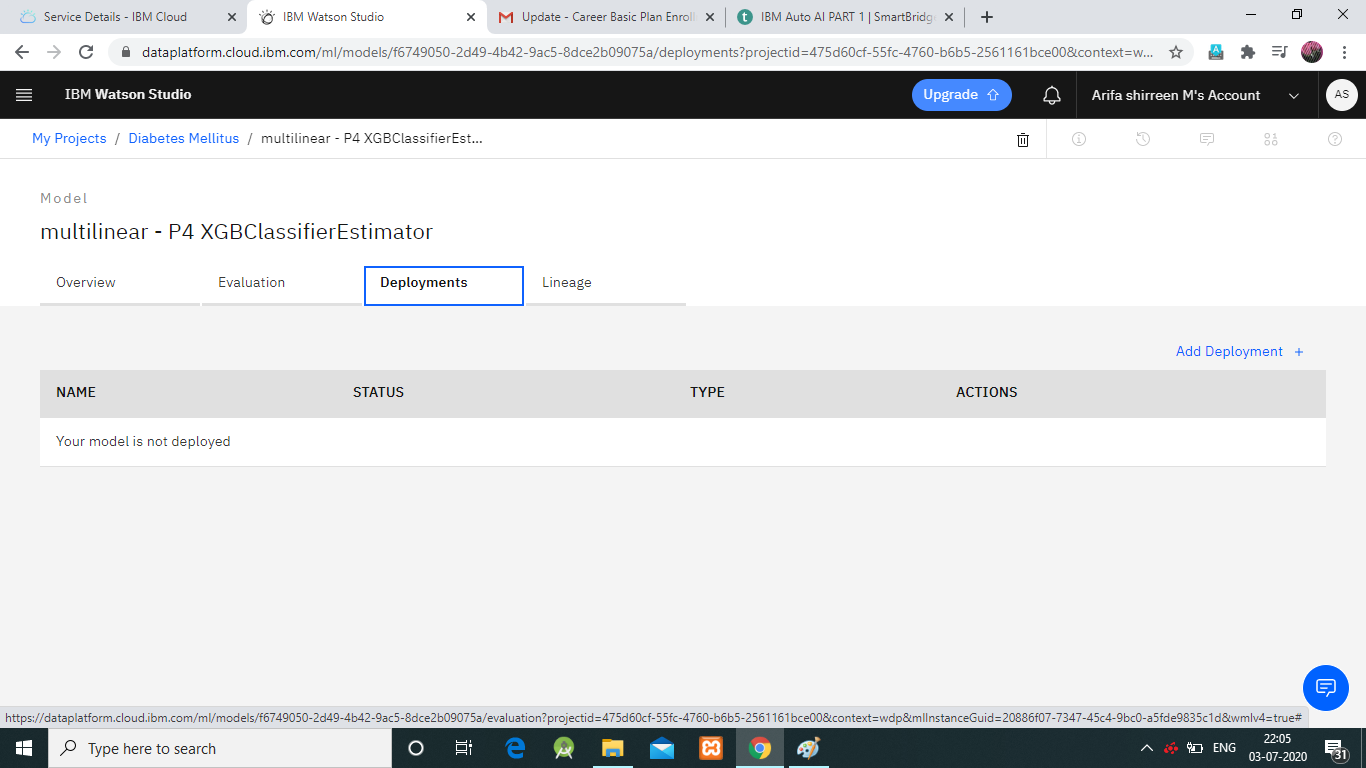 Service Details - IBM Cloud
IBM Watson Studio
Update - Career Basic Plan Enroll
IBM Auto AI PART 1 | SmartBridge
dataplatform.cloud.ibm.com/ml/models/f6749050-2d49-4b42-9ac5-8dce2b09075a/deployments?projectid=475d60cf-55fc-4760-b6b5-2561161bce00&context=w...
IBM Watson Studio
Upgrade
Arifa shirreen M's Account
AS
My Projects / Diabetes Mellitus / multilinear - P4 XGBClassifierEst...
Model
multilinear - P4 XGBClassifierEstimator
Overview
Evaluation
Deployments
Lineage
Add Deployment +
NAME STATUS TYPE ACTIONS
Your model is not deployed
https://dataplatform.cloud.ibm.com/ml/models/f6749050-2d49-4b42-9ac5-8dce2b09075a/evaluation?projectid=475d60cf-55fc-4760-b6b5-2561161bce00&context=wdp&mlInstanceGuid=20886f07-7347-45c4-9bc0-a5fde9835c1d&wmlv4=true#
Type here to search
ENG
22:05
03-07-2020
31